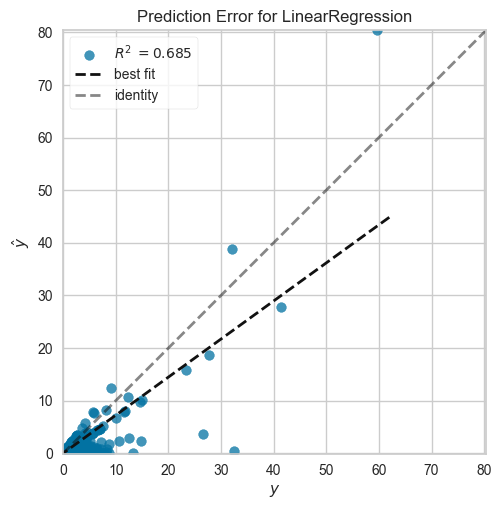 Prediction Error for LinearRegression
80
70
60
50
40
30
20
10
0
ŷ
R² = 0.685
best fit
identity
0 10 20 30 40 50 60 70 80
y